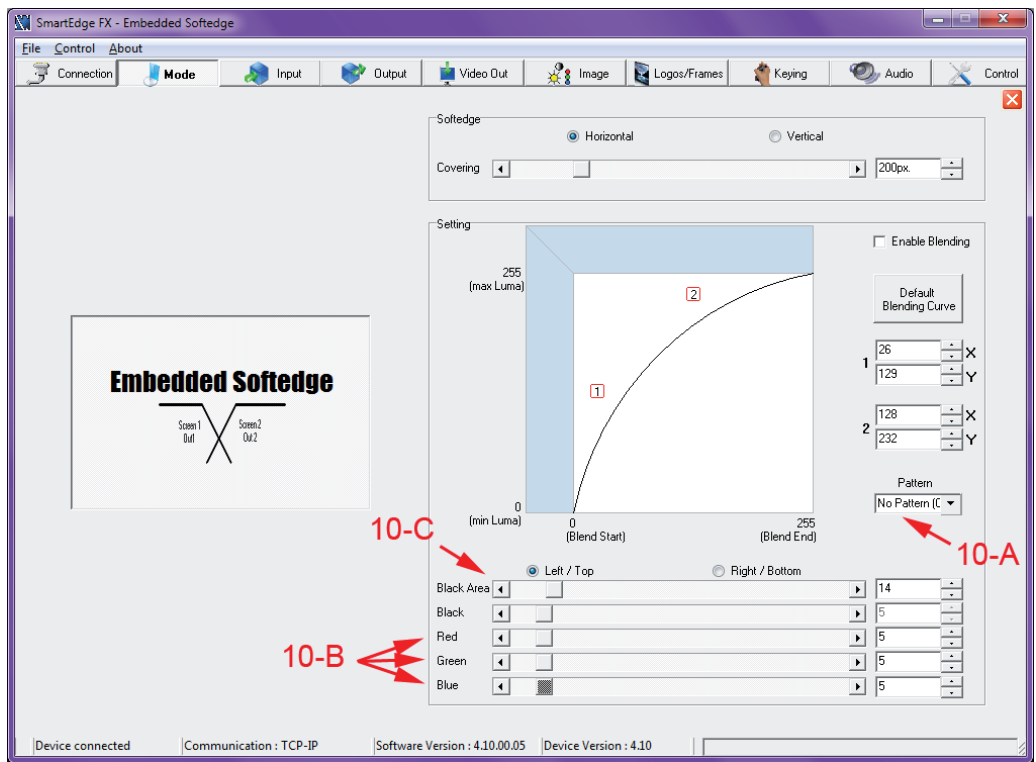 SmartEdge FX - Embedded Softedge
File Control About
Connection Mode Input Output Video Out Image Logos/Frames Keying Audio Control
Softedge
Horizontal Vertical
Covering 200px.
Setting
Enable Blending
255
(max Luma)
2
Default
Blending Curve
1
26 X
1
129 Y
128 X
2
232 Y
Embedded Softedge
Screen 1
Out1
Screen 2
Out 2
Pattern
No Pattern (C
0
(min Luma)
0
(Blend Start)
255
(Blend End)
10-C
10-A
Left / Top Right / Bottom
Black Area 14
Black 5
Red 5
10-B
Green 5
Blue 5
Device connected Communication : TCP-IP Software Version : 4.10.00.05 Device Version : 4.10